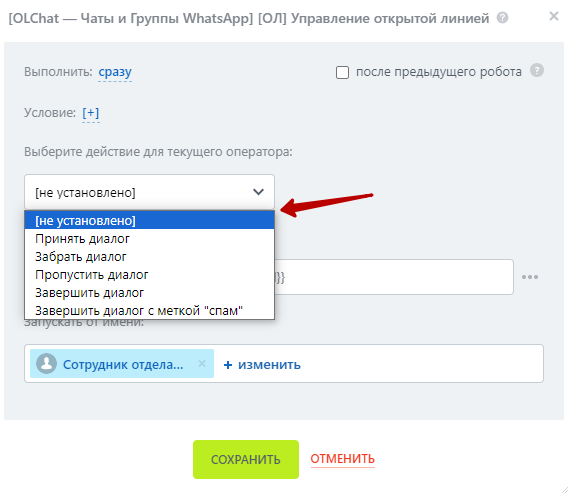 [OLChat — Чаты и Группы WhatsApp] [ОЛ] Управление открытой линией ?
Выполнить: сразу
после предыдущего робота ?
Условие: [+]
Выберите действие для текущего оператора:
[не установлено]
[не установлено]
Принять диалог
Забрать диалог
Пропустить диалог
Завершить диалог
Завершить диалог с меткой "спам"
}}
Запускать от имени:
Сотрудник отдела... + изменить
СОХРАНИТЬ ОТМЕНИТЬ